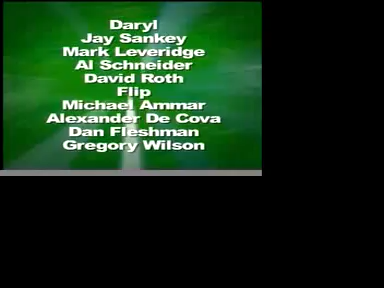 Daryl
Jay Sankey
Mark Leveridge
Al Schneider
David Roth
Flip
Michael Ammar
Alexander De Cova
Dan Fleshman
Gregory Wilson